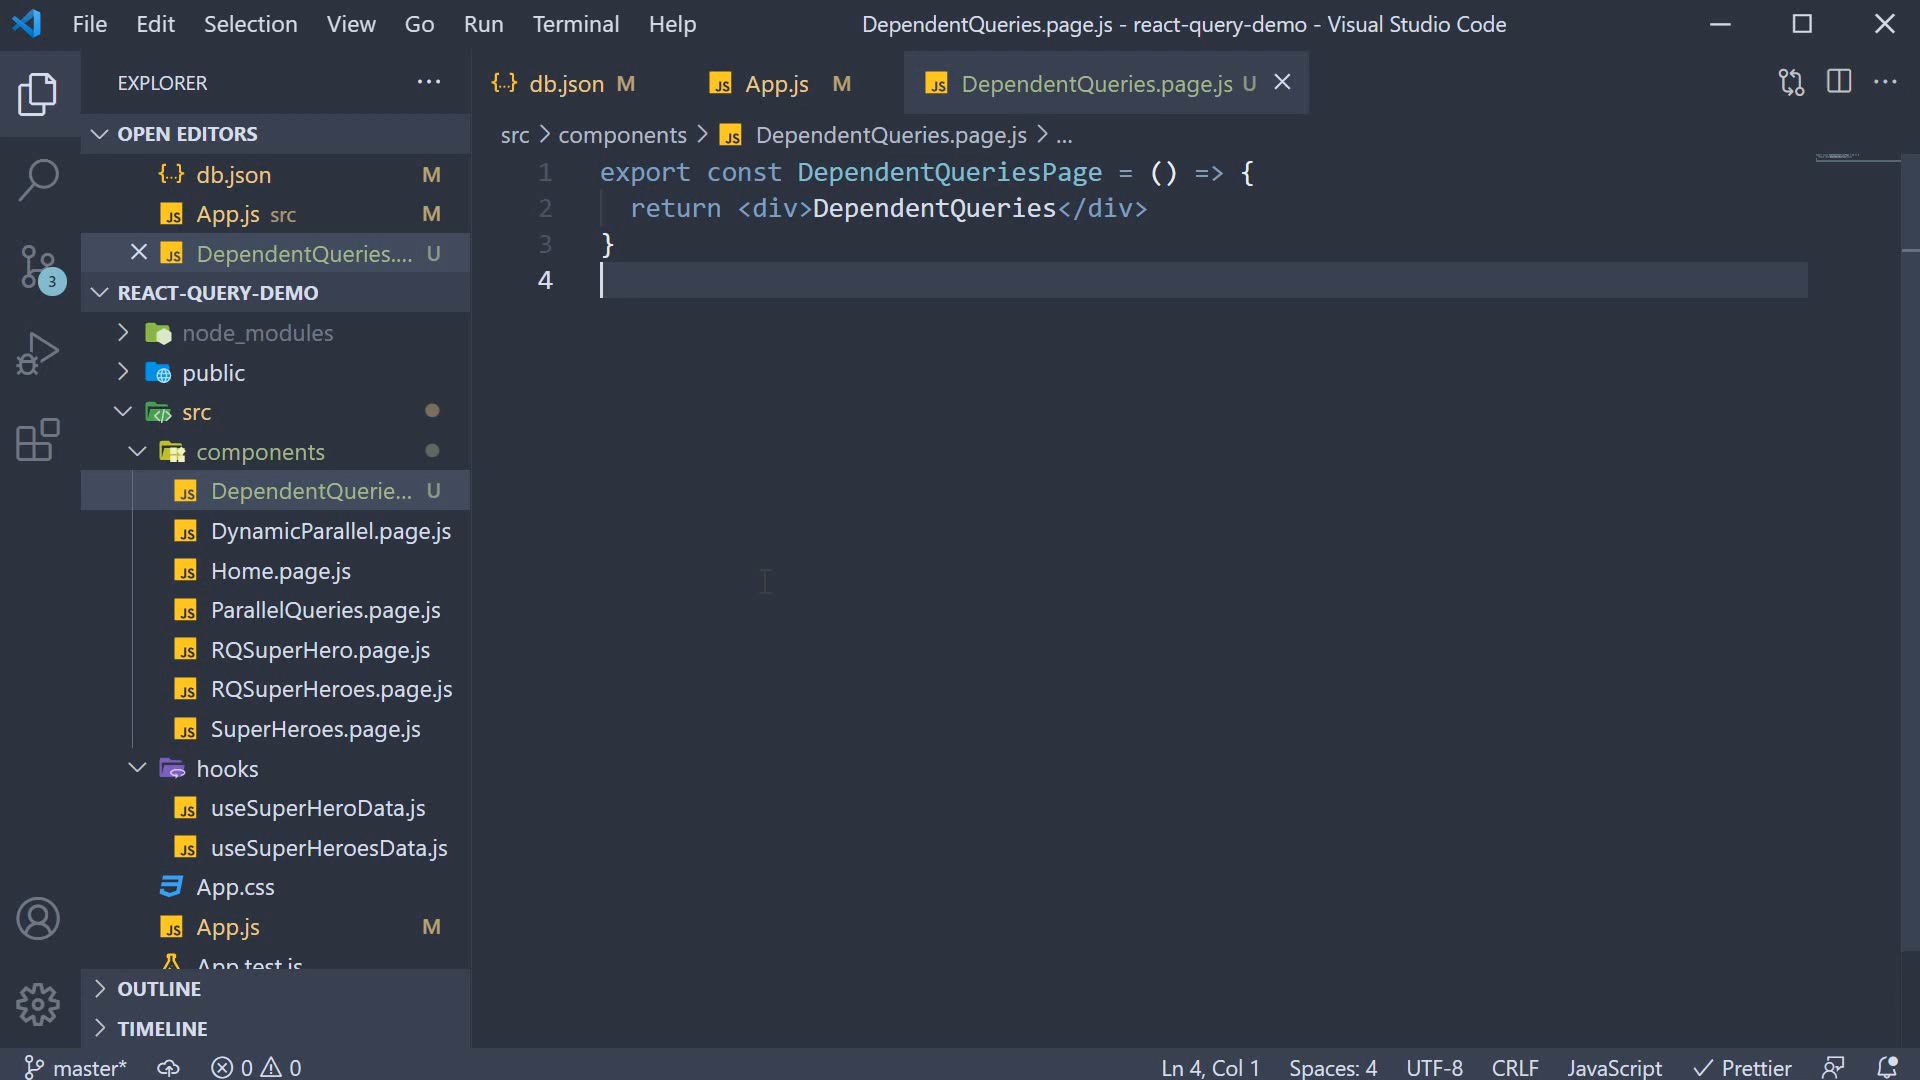 File Edit Selection View Go Run Terminal Help DependentQueries.page.js - react-query-demo - Visual Studio Code
EXPLORER
db.json M App.js M DependentQueries.page.js U
OPEN EDITORS
db.json M
App.js src M
DependentQueries.... U
REACT-QUERY-DEMO
node_modules
public
src
components
DependentQuerie... U
DynamicParallel.page.js
Home.page.js
ParallelQueries.page.js
RQSuperHero.page.js
RQSuperHeroes.page.js
SuperHeroes.page.js
hooks
useSuperHeroData.js
useSuperHeroesData.js
App.css
App.js M
App.test.js
OUTLINE
TIMELINE
3
src > components > JS DependentQueries.page.js > ...
1 export const DependentQueriesPage = () => {
2 return <div>DependentQueries</div>
3 }
4
master* 0 0 Ln 4, Col 1 Spaces: 4 UTF-8 CRLF JavaScript Prettier